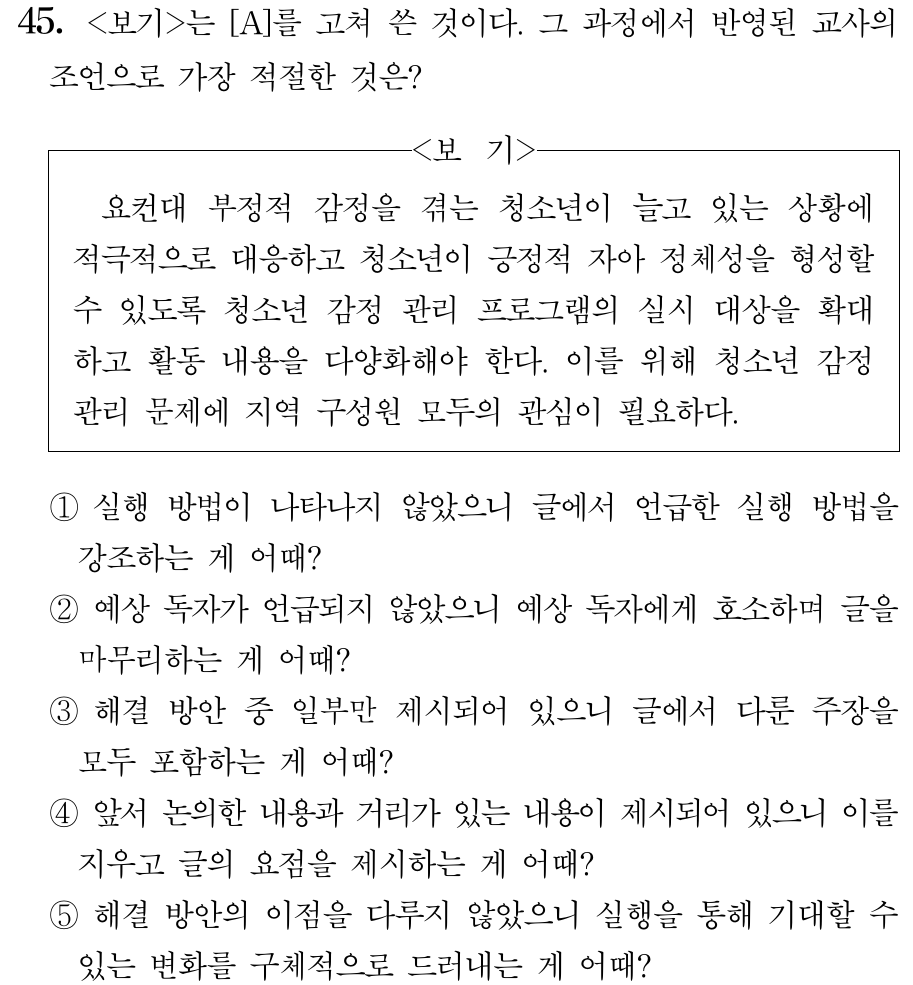 45. <보기>는 [A]를 고쳐 쓴 것이다. 그 과정에서 반영된 교사의
조언으로 가장 적절한 것은?
<보 기>
요컨대 부정적 감정을 겪는 청소년이 늘고 있는 상황에
적극적으로 대응하고 청소년이 긍정적 자아 정체성을 형성할
수 있도록 청소년 감정 관리 프로그램의 실시 대상을 확대
하고 활동 내용을 다양화해야 한다. 이를 위해 청소년 감정
관리 문제에 지역 구성원 모두의 관심이 필요하다.
① 실행 방법이 나타나지 않았으니 글에서 언급한 실행 방법을
강조하는 게 어때?
② 예상 독자가 언급되지 않았으니 예상 독자에게 호소하며 글을
마무리하는 게 어때?
③ 해결 방안 중 일부만 제시되어 있으니 글에서 다룬 주장을
모두 포함하는 게 어때?
④ 앞서 논의한 내용과 거리가 있는 내용이 제시되어 있으니 이를
지우고 글의 요점을 제시하는 게 어때?
⑤ 해결 방안의 이점을 다루지 않았으니 실행을 통해 기대할 수
있는 변화를 구체적으로 드러내는 게 어때?